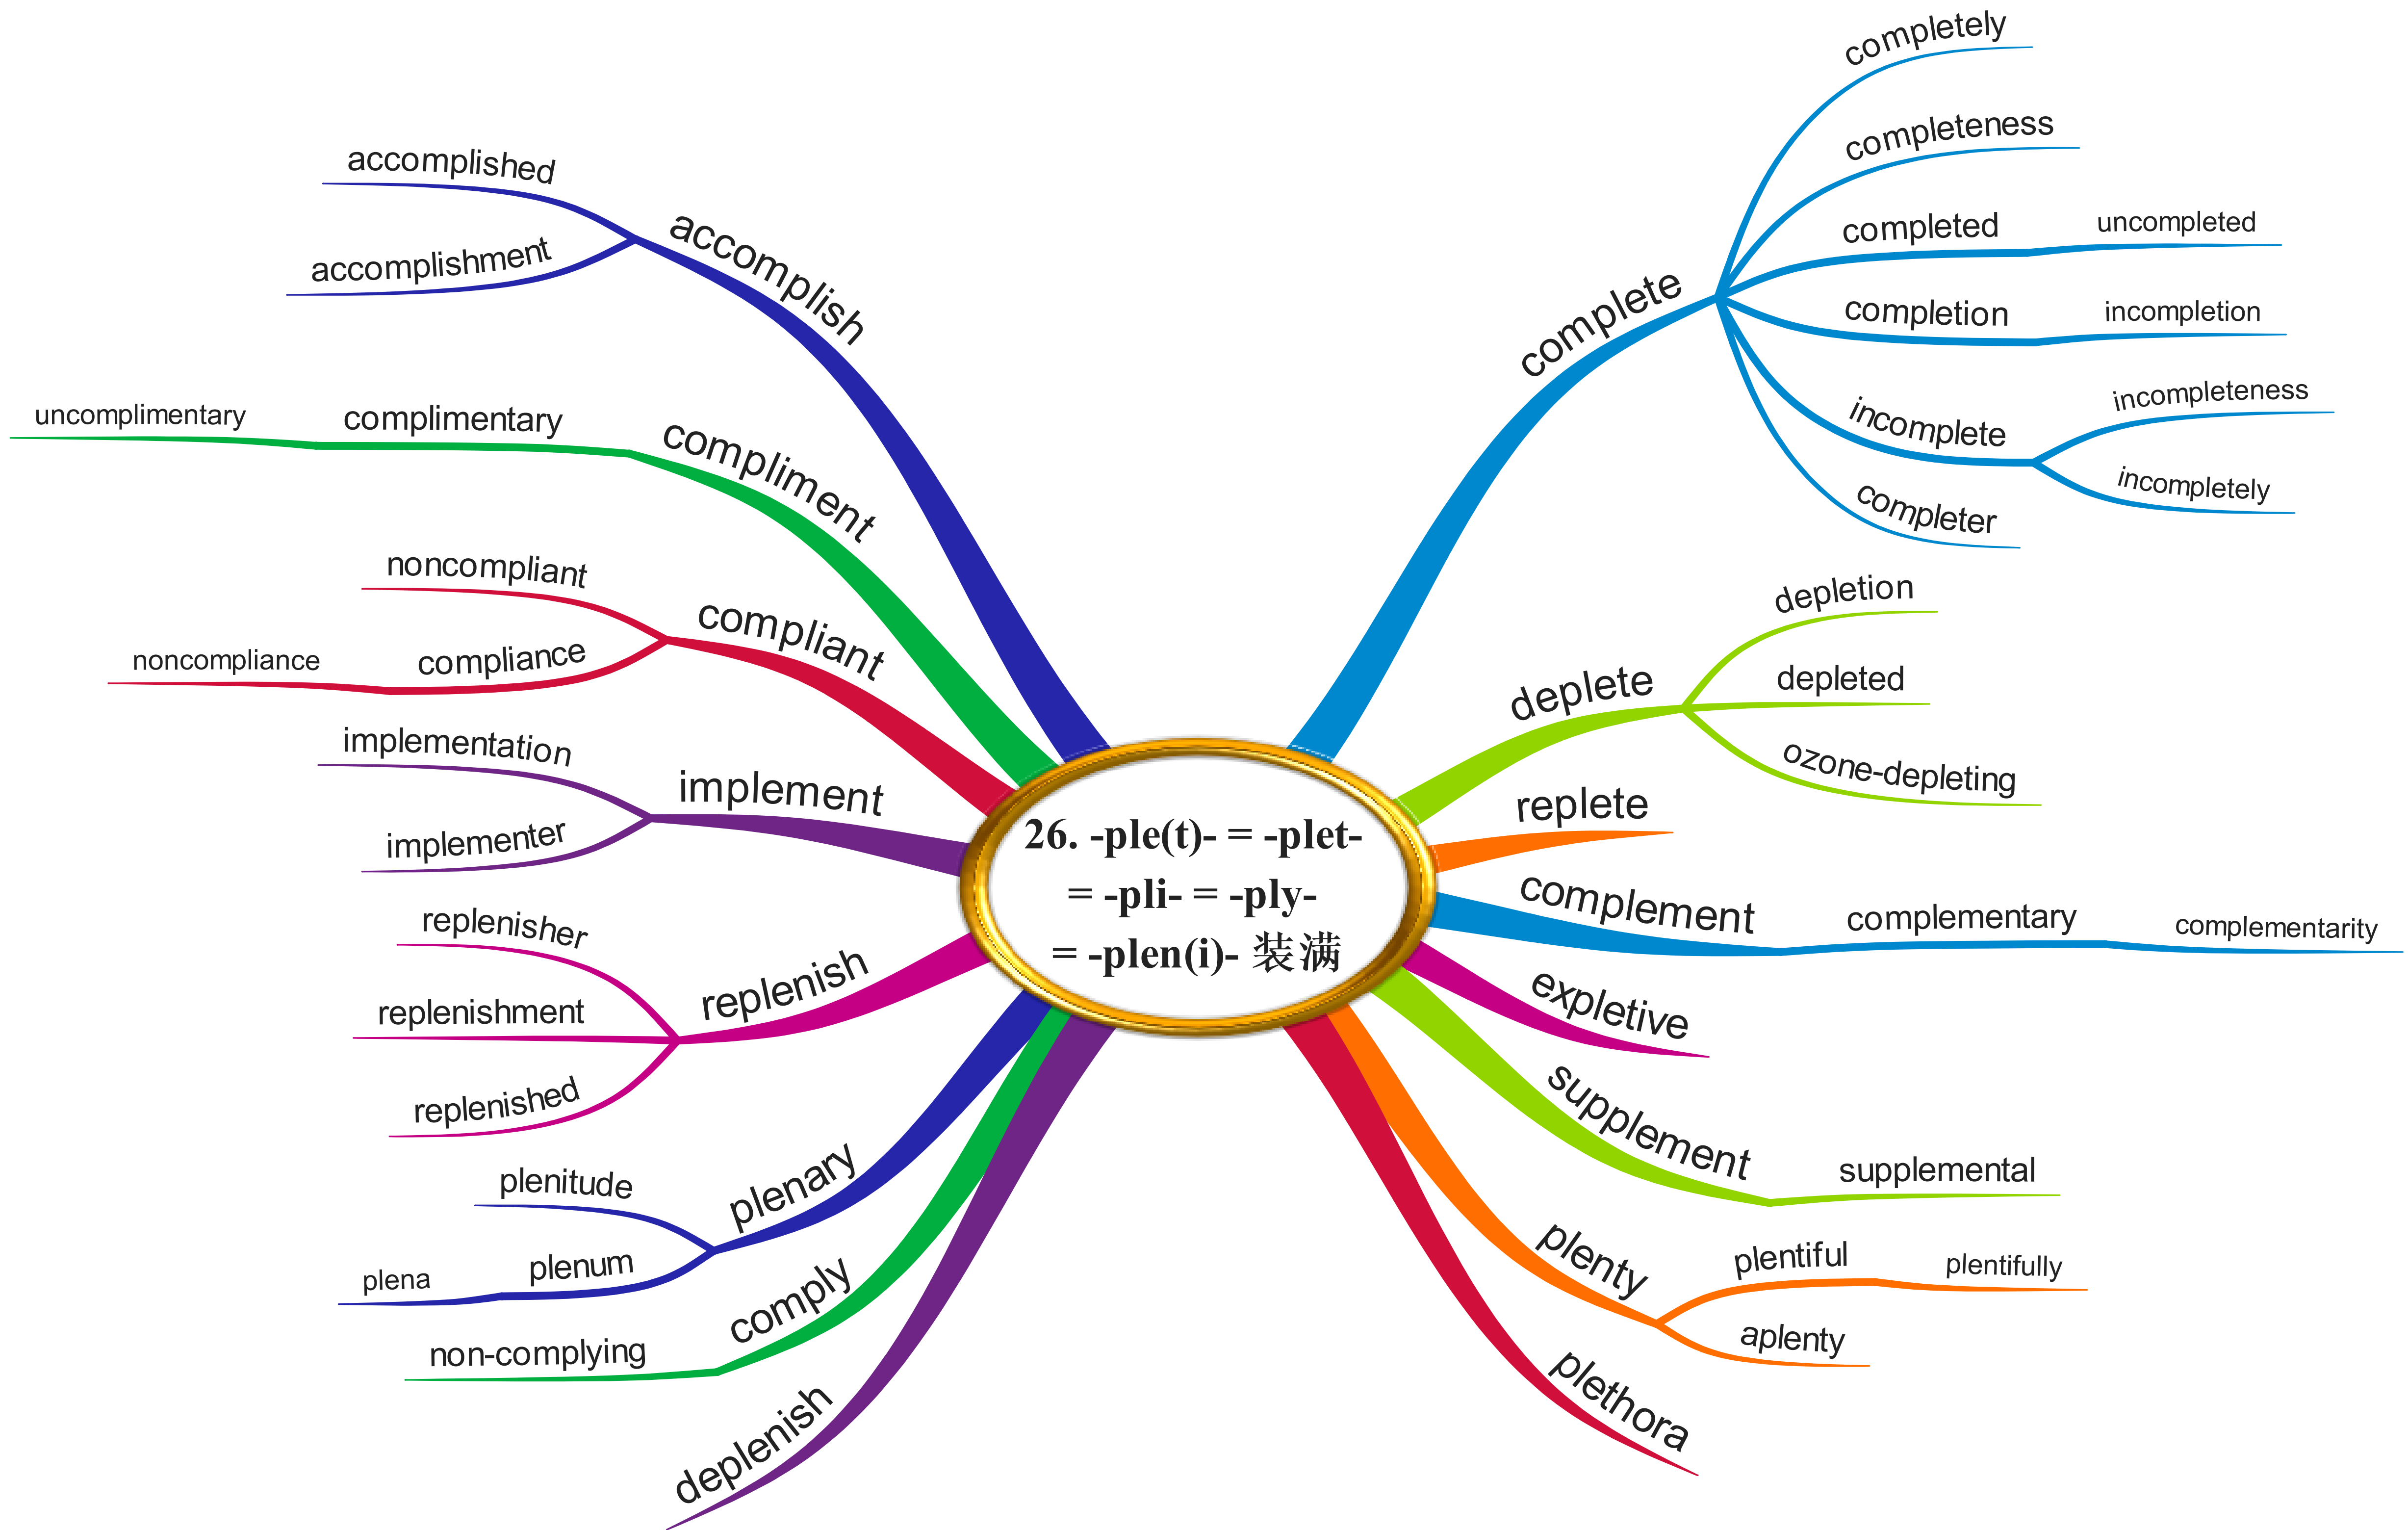 26. -ple(t)- = -plet-
= -pli- = -ply-
= -plen(i)- 装满
complete
completely
completeness
completed
uncompleted
completion
incompletion
incomplete
incompleteness
incompletely
completer
deplete
depletion
depleted
ozone-depleting
replete
complement
complementary
complementarity
expletive
supplement
supplemental
plenty
plentiful
plentifully
aplenty
plethora
accomplish
accomplished
accomplishment
compliment
complimentary
uncomplimentary
compliant
noncompliant
compliance
noncompliance
implement
implementation
implementer
replenish
replenisher
replenishment
replenished
plenary
plenitude
plenum
plena
comply
non-complying
deplenish